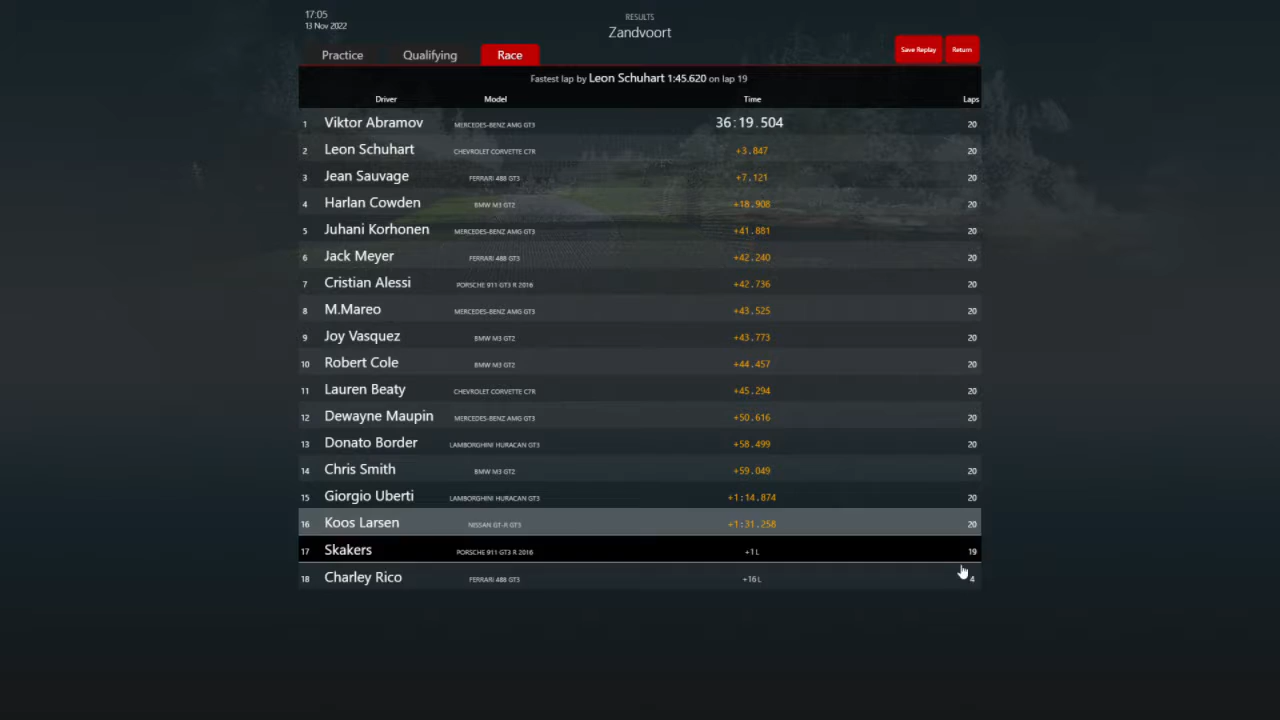 17:05
13 Nov 2022
RESULTS
Zandvoort
Practice Qualifying Race Save Replay Return
Fastest lap by Leon Schuhart 1:45.620 on lap 19
Driver Model Time Laps
1 Viktor Abramov MERCEDES-BENZ AMG GT3 36:19.504 20
2 Leon Schuhart CHEVROLET CORVETTE C7R +3.847 20
3 Jean Sauvage FERRARI 488 GT3 +7.121 20
4 Harlan Cowden BMW M3 GT2 +18.908 20
5 Juhani Korhonen MERCEDES-BENZ AMG GT3 +41.881 20
6 Jack Meyer FERRARI 488 GT3 +42.240 20
7 Cristian Alessi PORSCHE 911 GT3 R 2016 +42.736 20
8 M.Mareo MERCEDES-BENZ AMG GT3 +43.525 20
9 Joy Vasquez BMW M3 GT2 +43.773 20
10 Robert Cole BMW M3 GT2 +44.457 20
11 Lauren Beaty CHEVROLET CORVETTE C7R +45.294 20
12 Dewayne Maupin MERCEDES-BENZ AMG GT3 +50.616 20
13 Donato Border LAMBORGHINI HURACAN GT3 +58.499 20
14 Chris Smith BMW M3 GT2 +59.049 20
15 Giorgio Uberti LAMBORGHINI HURACAN GT3 +1:14.874 20
16 Koos Larsen NISSAN GT-R GT3 +1:31.258 20
17 Skakers PORSCHE 911 GT3 R 2016 +1 L 19
18 Charley Rico FERRARI 488 GT3 +16 L 4